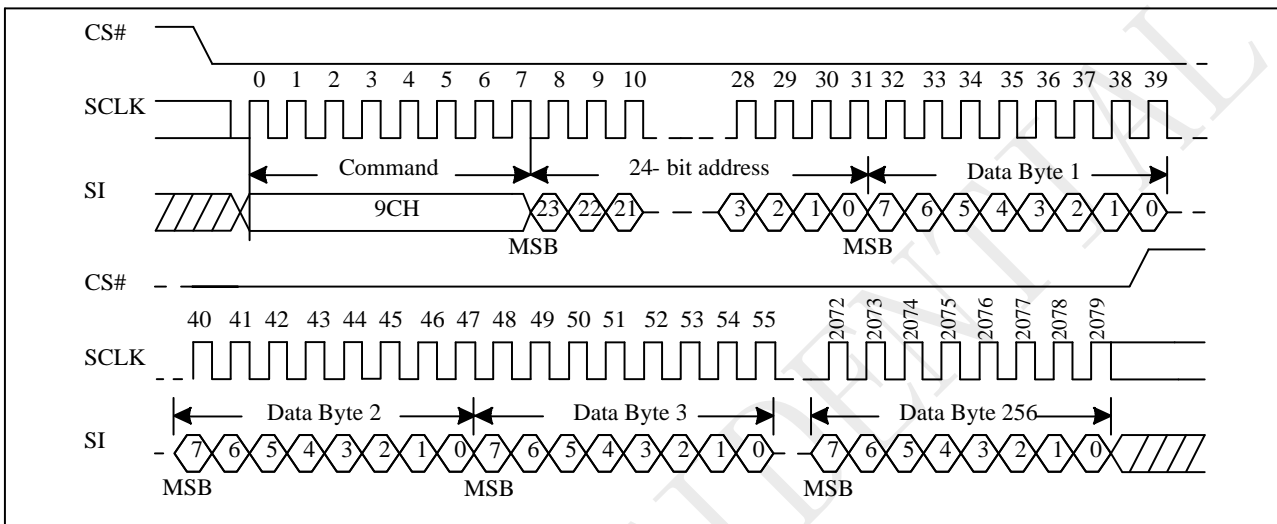 CS#
0 1 2 3 4 5 6 7 8 9 10 28 29 30 31 32 33 34 35 36 37 38 39
SCLK
Command 24- bit address Data Byte 1
SI
9CH 23 22 21 3 2 1 0 7 6 5 4 3 2 1 0
MSB MSB
CS#
40 41 42 43 44 45 46 47 48 49 50 51 52 53 54 55 2072 2073 2074 2075 2076 2077 2078 2079
SCLK
Data Byte 2 Data Byte 3 Data Byte 256
SI
7 6 5 4 3 2 1 0 7 6 5 4 3 2 1 0 7 6 5 4 3 2 1 0
MSB MSB MSB